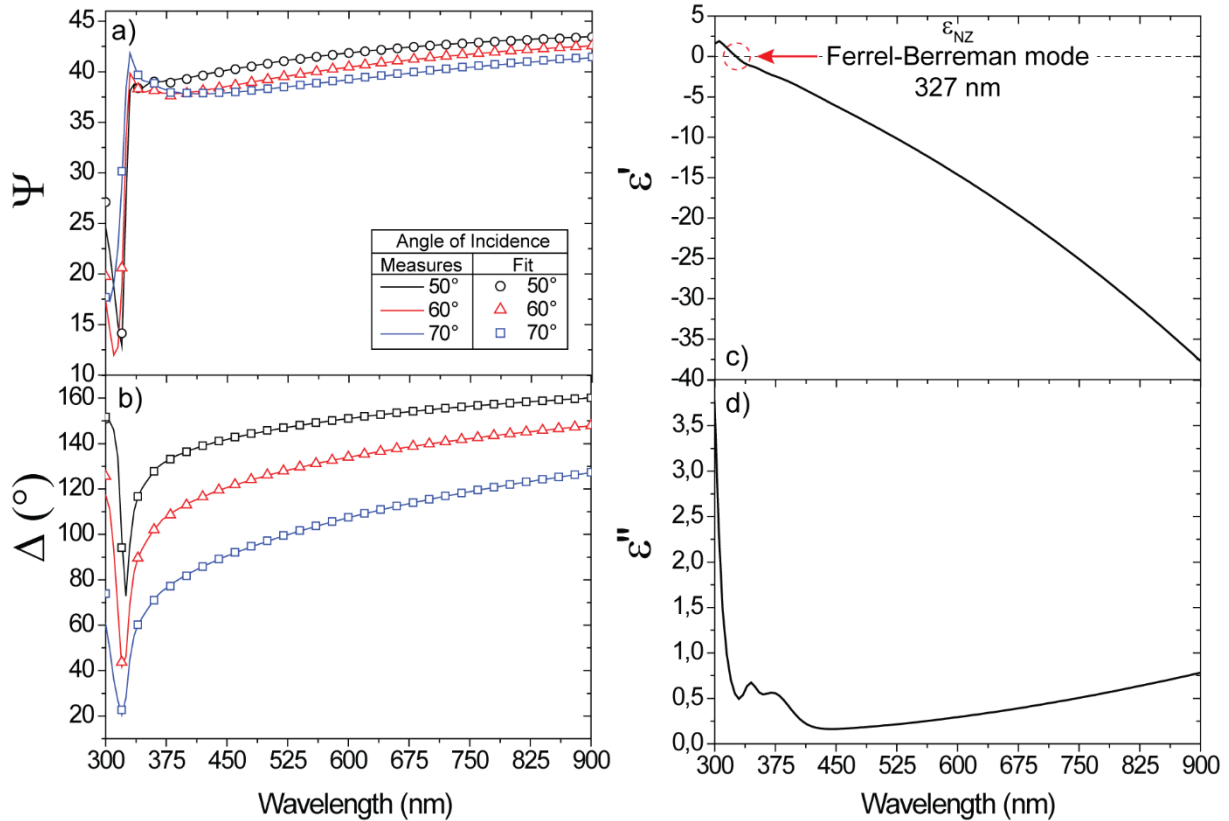 a)
45
40
35
30
25
20
15
10
Ψ
Angle of Incidence
Measures Fit
50° 50°
60° 60°
70° 70°
b)
160
140
120
100
80
60
40
20
Δ (°)
300 375 450 525 600 675 750 825 900
Wavelength (nm)
5
0
-5
-10
-15
-20
-25
-30
-35
-40
ε'
εNZ
Ferrel-Berreman mode
327 nm
c)
d)
3,5
3,0
2,5
2,0
1,5
1,0
0,5
0,0
ε''
300 375 450 525 600 675 750 825 900
Wavelength (nm)